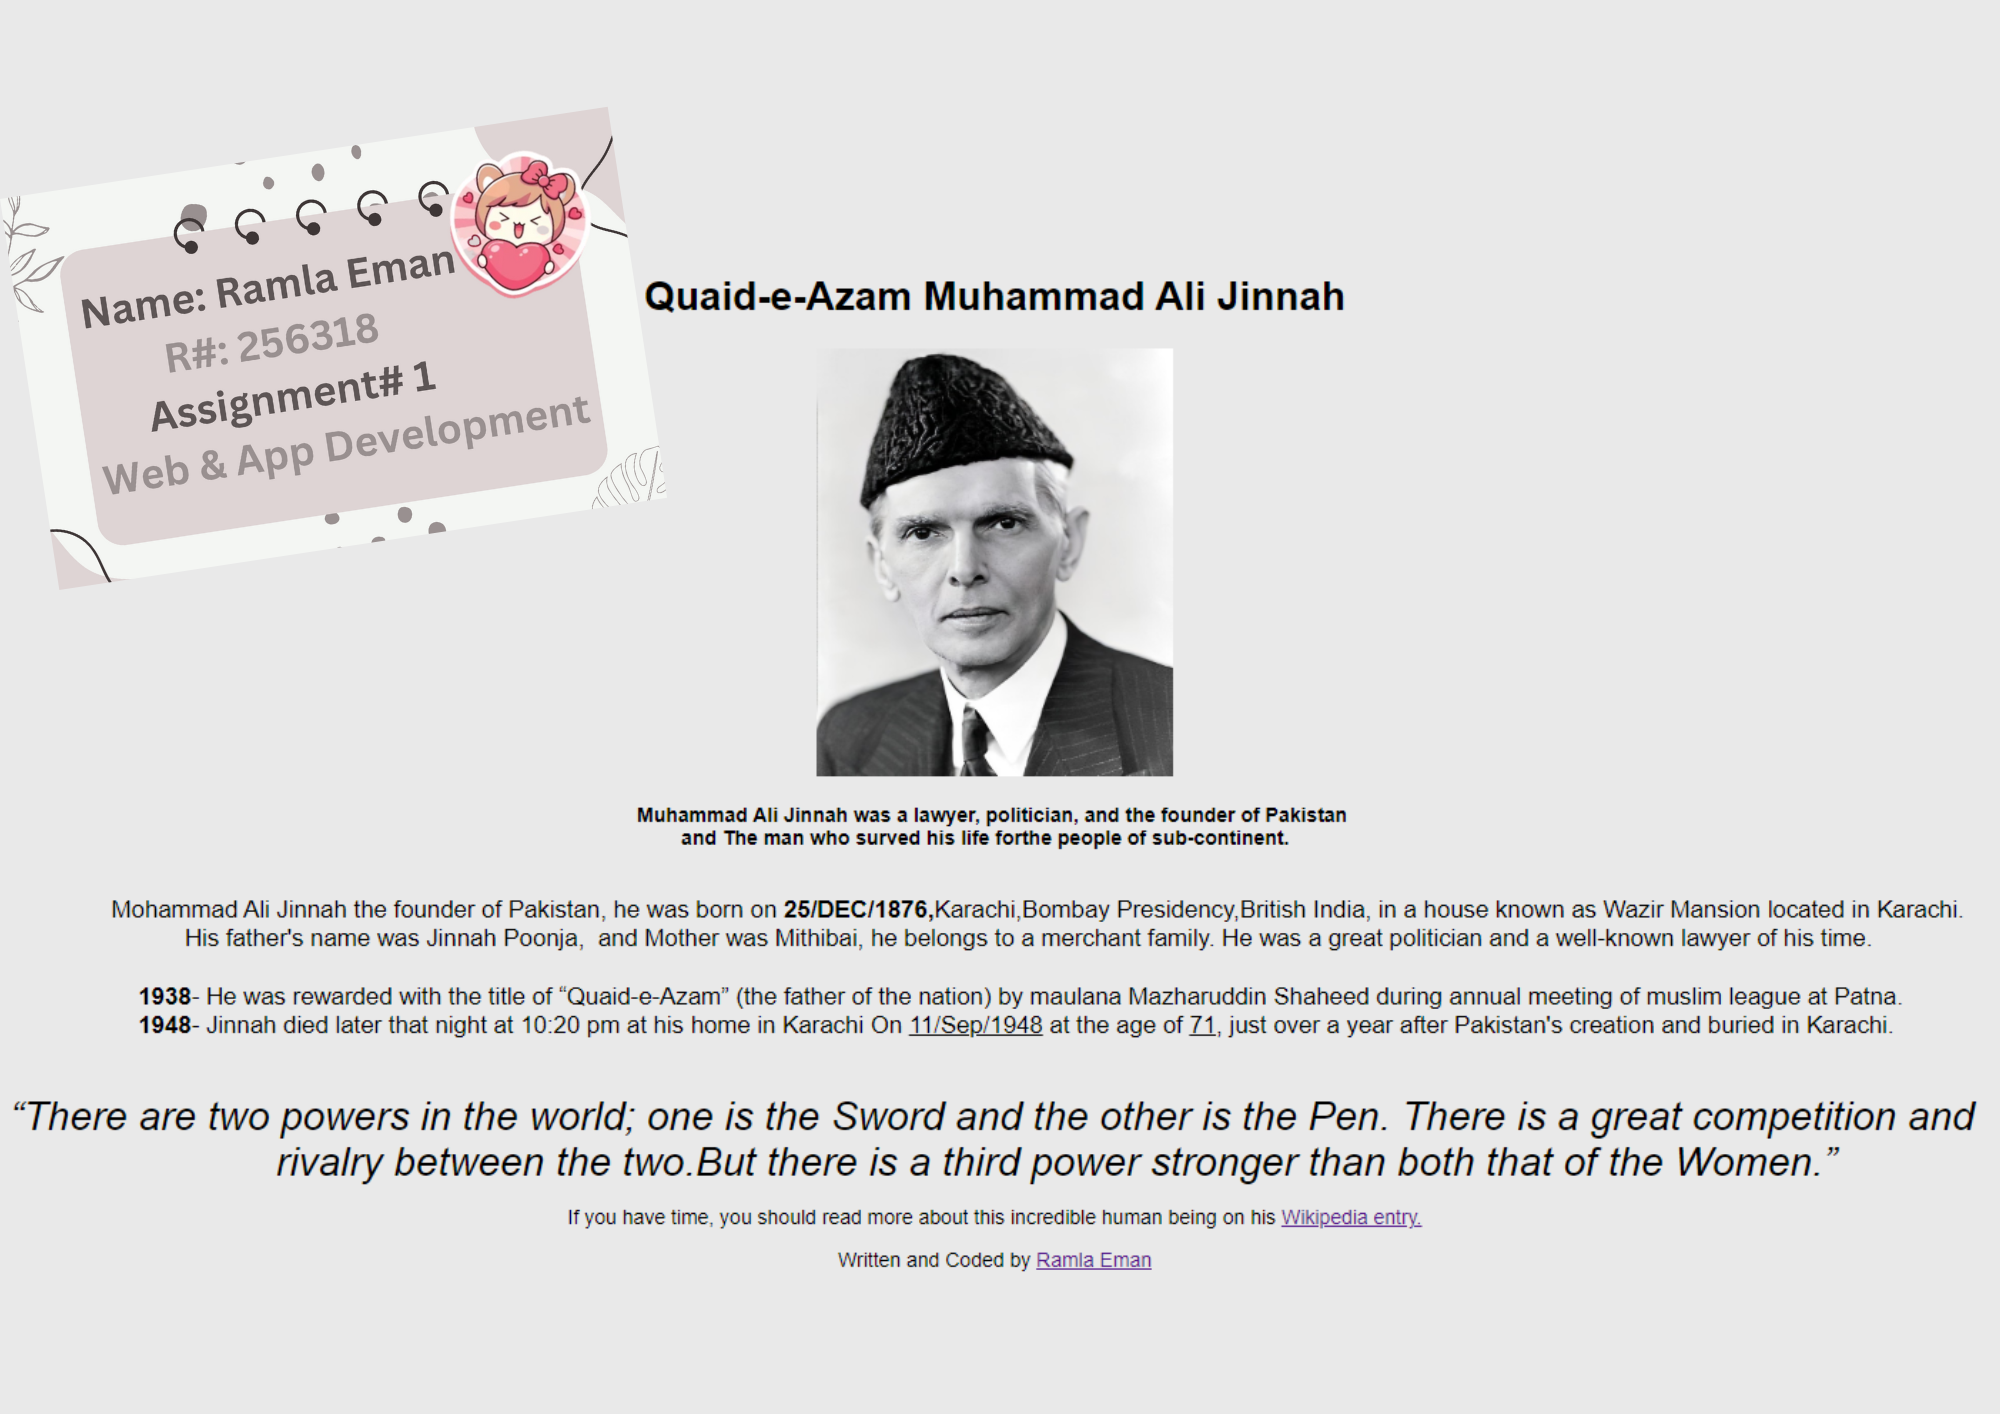 Name: Ramla Eman
R#: 256318
Assignment# 1
Web & App Development
Quaid-e-Azam Muhammad Ali Jinnah
Muhammad Ali Jinnah was a lawyer, politician, and the founder of Pakistan
and The man who surved his life forthe people of sub-continent.
Mohammad Ali Jinnah the founder of Pakistan, he was born on 25/DEC/1876,Karachi,Bombay Presidency,British India, in a house known as Wazir Mansion located in Karachi.
His father's name was Jinnah Poonja,  and Mother was Mithibai, he belongs to a merchant family. He was a great politician and a well-known lawyer of his time.
1938- He was rewarded with the title of “Quaid-e-Azam” (the father of the nation) by maulana Mazharuddin Shaheed during annual meeting of muslim league at Patna.
1948- Jinnah died later that night at 10:20 pm at his home in Karachi On 11/Sep/1948 at the age of 71, just over a year after Pakistan's creation and buried in Karachi.
“There are two powers in the world; one is the Sword and the other is the Pen. There is a great competition and
rivalry between the two.But there is a third power stronger than both that of the Women.”
If you have time, you should read more about this incredible human being on his Wikipedia entry.
Written and Coded by Ramla Eman